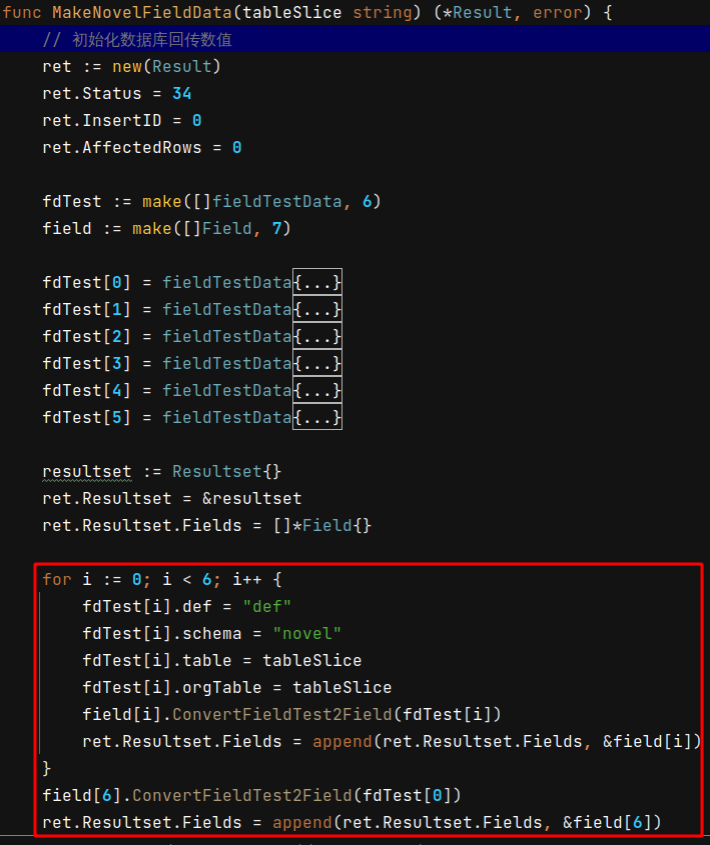 func MakeNovelFieldData(tableSlice string) (*Result, error) {
// 初始化数据库回传数值
ret := new(Result)
ret.Status = 34
ret.InsertID = 0
ret.AffectedRows = 0
fdTest := make([]fieldTestData, 6)
field := make([]Field, 7)
fdTest[0] = fieldTestData{...}
fdTest[1] = fieldTestData{...}
fdTest[2] = fieldTestData{...}
fdTest[3] = fieldTestData{...}
fdTest[4] = fieldTestData{...}
fdTest[5] = fieldTestData{...}
resultset := Resultset{}
ret.Resultset = &resultset
ret.Resultset.Fields = []*Field{}
for i := 0; i < 6; i++ {
fdTest[i].def = "def"
fdTest[i].schema = "novel"
fdTest[i].table = tableSlice
fdTest[i].orgTable = tableSlice
field[i].ConvertFieldTest2Field(fdTest[i])
ret.Resultset.Fields = append(ret.Resultset.Fields, &field[i])
}
field[6].ConvertFieldTest2Field(fdTest[0])
ret.Resultset.Fields = append(ret.Resultset.Fields, &field[6])